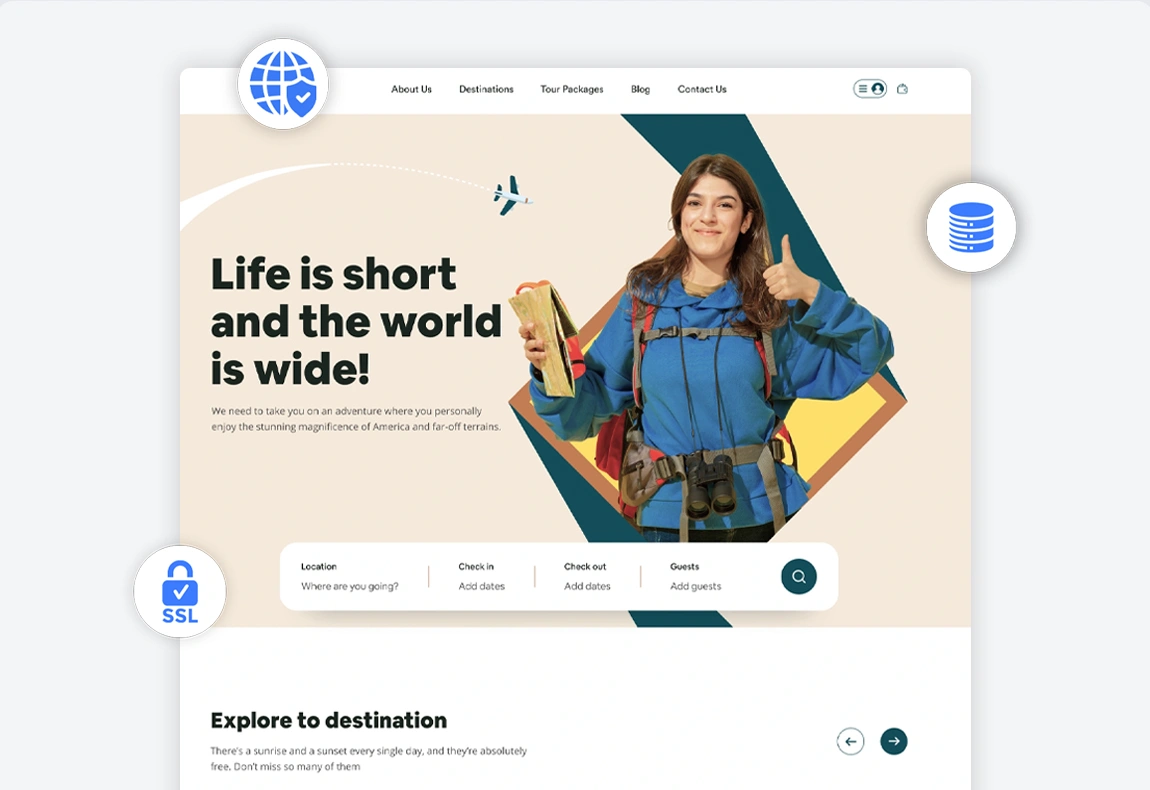 About Us Destinations Tour Packages Blog Contact Us
Life is short
and the world
is wide!
We need to take you on an adventure where you personally
enjoy the stunning magnificence of America and far-off terrains.
Location Check in Check out Guests
Where are you going? Add dates Add dates Add guests
SSL
Explore to destination
There's a sunrise and a sunset every single day, and they're absolutely
free. Don't miss so many of them